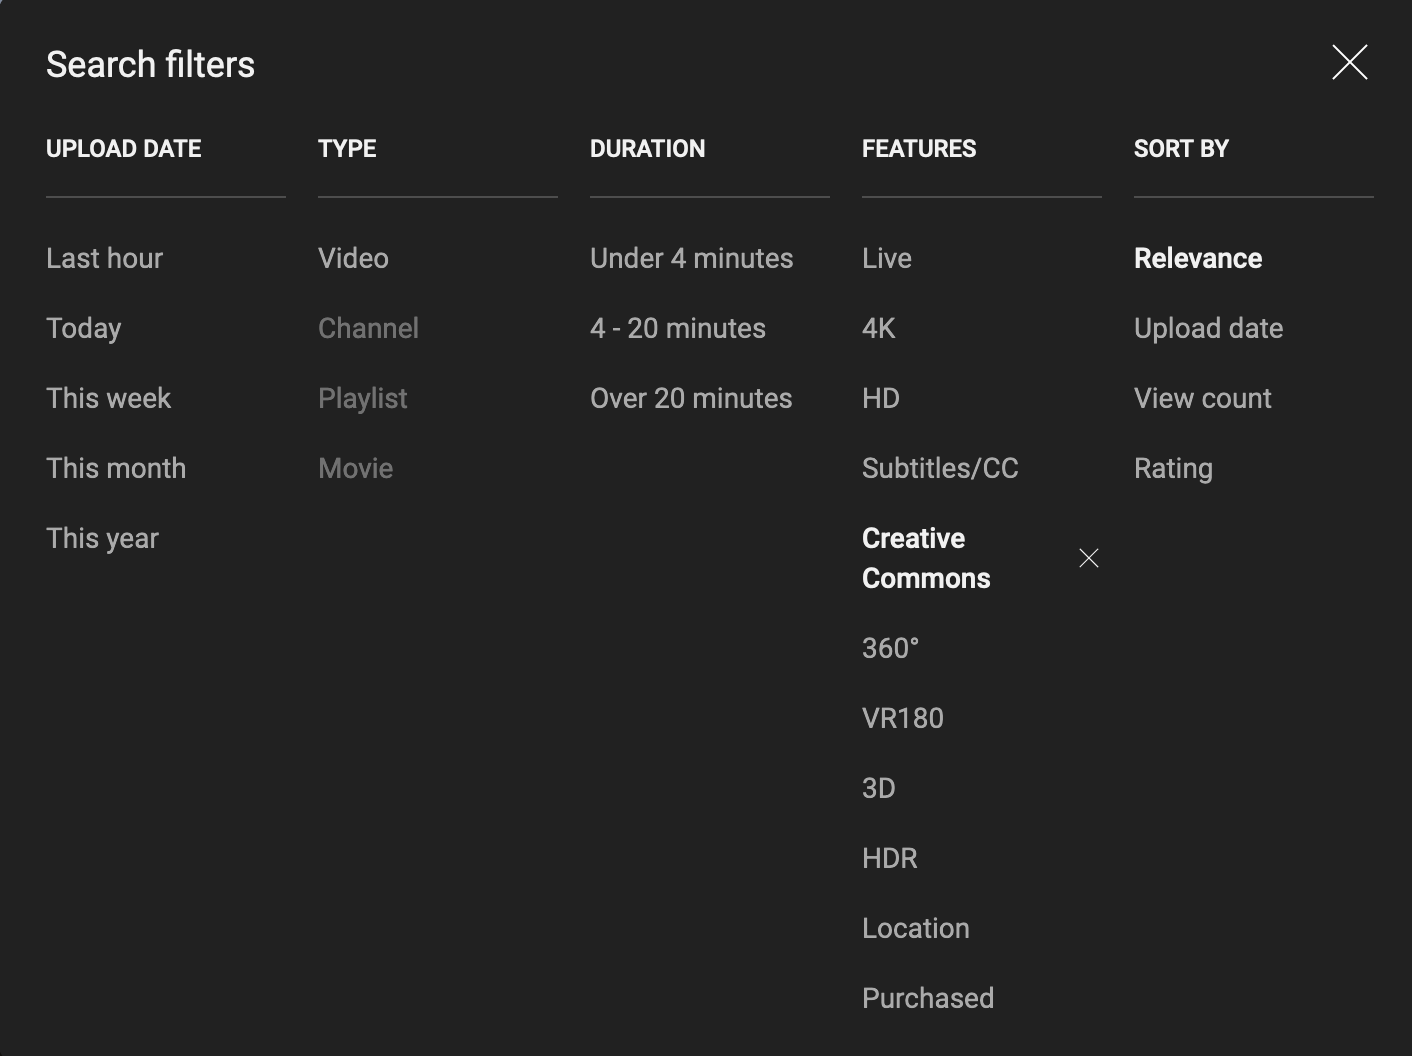 Search filters
UPLOAD DATE
Last hour
Today
This week
This month
This year
TYPE
Video
Channel
Playlist
Movie
DURATION
Under 4 minutes
4 - 20 minutes
Over 20 minutes
FEATURES
Live
4K
HD
Subtitles/CC
Creative
Commons
360°
VR180
3D
HDR
Location
Purchased
SORT BY
Relevance
Upload date
View count
Rating